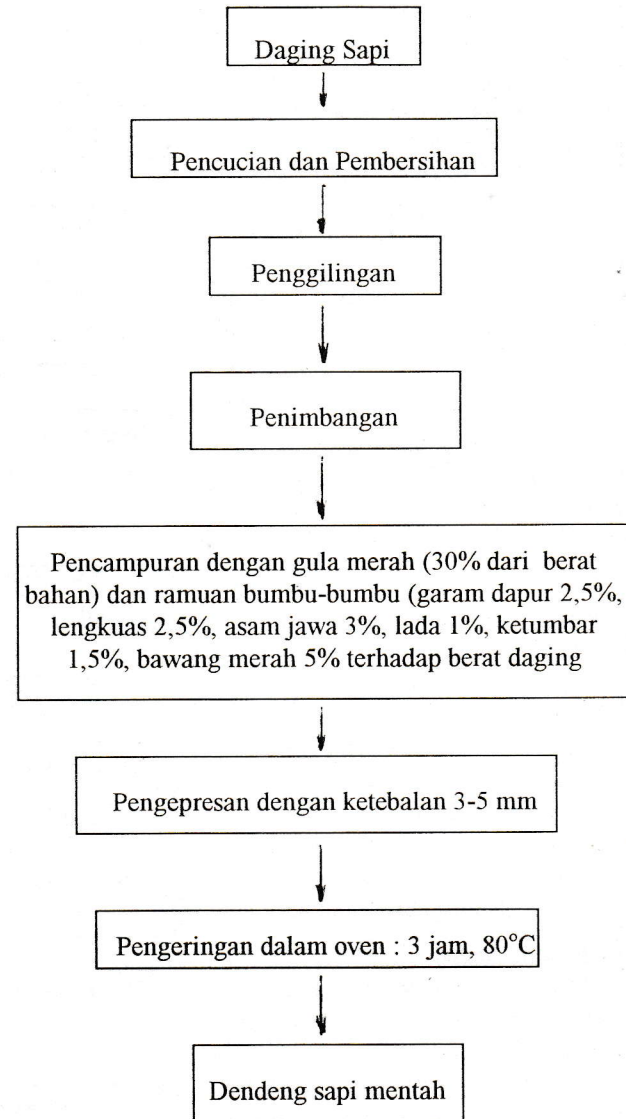 Daging Sapi
Pencucian dan Pembersihan
Penggilingan
Penimbangan
Pencampuran dengan gula merah (30% dari berat
bahan) dan ramuan bumbu-bumbu (garam dapur 2,5%,
lengkuas 2,5%, asam jawa 3%, lada 1%, ketumbar
1,5%, bawang merah 5% terhadap berat daging
Pengepresan dengan ketebalan 3-5 mm
Pengeringan dalam oven : 3 jam, 80°C
Dendeng sapi mentah